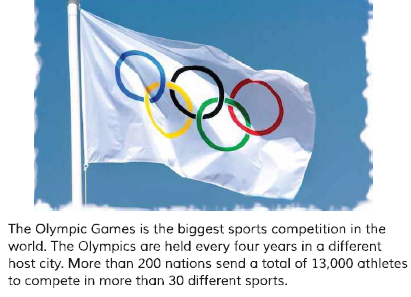 The Olympic Games is the biggest sports competition in the
world. The Olympics are held every four years in a different
host city. More than 200 nations send a total of 13,000 athletes
to compete in more than 30 different sports.